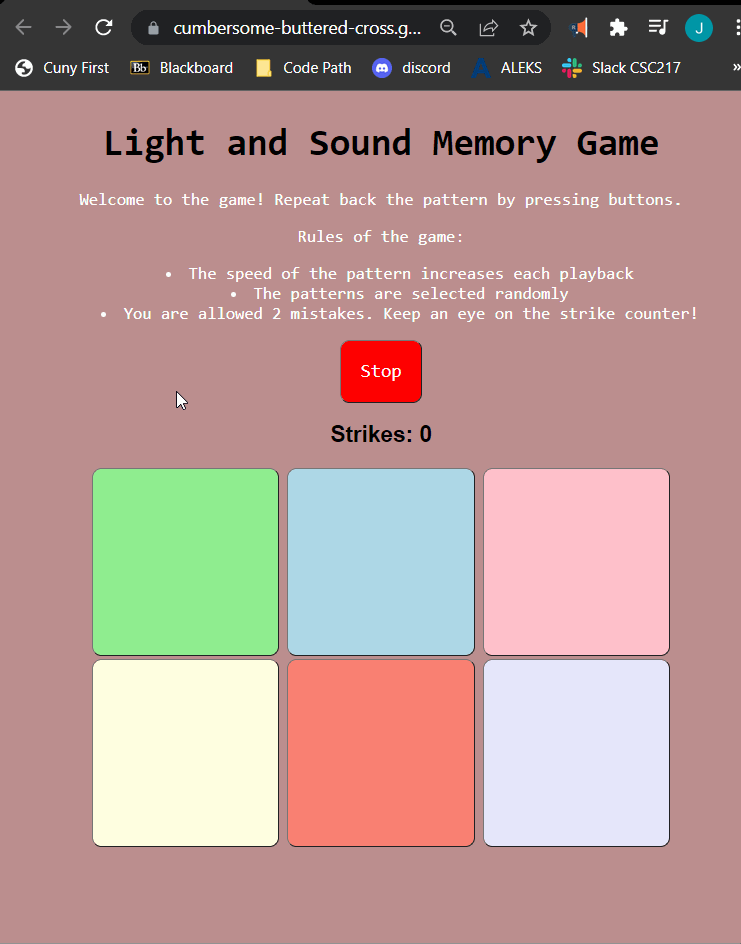 cumbersome-buttered-cross.g...
J
Cuny First
Bb
Blackboard
Code Path
discord
A
ALEKS
Slack CSC217
»
Light and Sound Memory Game
Welcome to the game! Repeat back the pattern by pressing buttons.
Rules of the game:
• The speed of the pattern increases each playback
• The patterns are selected randomly
• You are allowed 2 mistakes. Keep an eye on the strike counter!
Stop
Strikes: 0